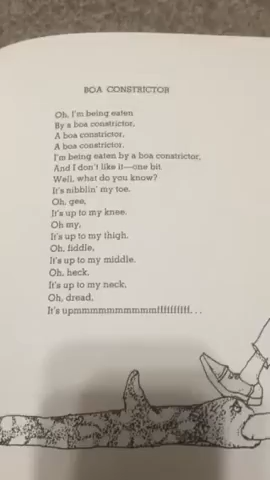 BOA CONSTRICTOR
Oh, I'm being eaten
By a boa constrictor,
A boa constrictor,
A boa constrictor,
I'm being eaten by a boa constrictor,
And I don't like it—one bit.
Well, what do you know?
It's nibblin' my toe.
Oh, gee,
It's up to my knee.
Oh my,
It's up to my thigh.
Oh, fiddle,
It's up to my middle.
Oh, heck,
It's up to my neck,
Oh, dread,
It's upmmmmmmmmmmffffffffff. . .